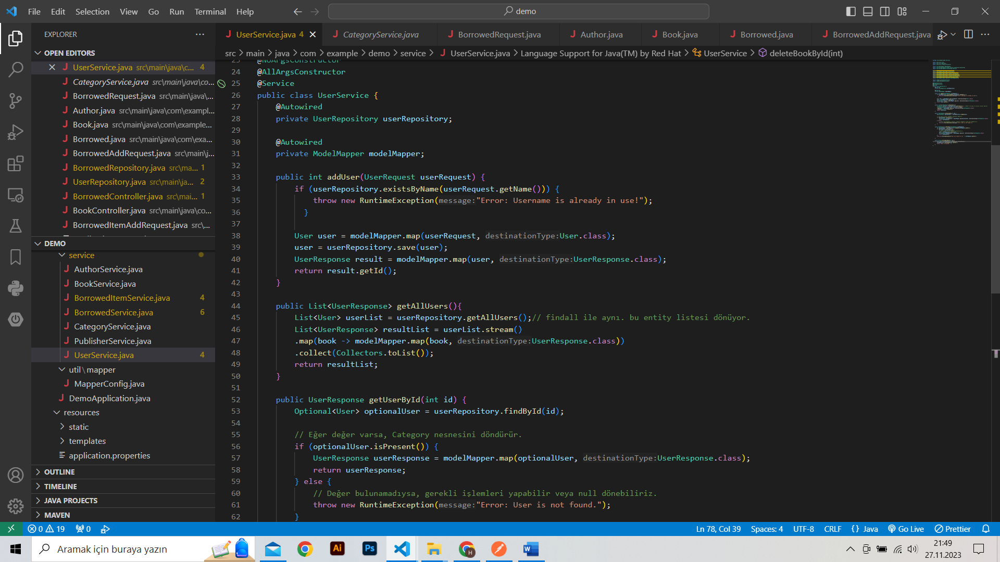 File Edit Selection View Go Run Terminal Help
demo
EXPLORER
UserService.java 4
CategoryService.java
BorrowedRequest.java
Author.java
Book.java
Borrowed.java
BorrowedAddRequest.java
OPEN EDITORS
UserService.java src\main\java\c... 4
CategoryService.java src\main\java\co...
BorrowedRequest.java src\main\java\...
Author.java src\main\java\com\exampl...
Book.java src\main\java\com\example...
Borrowed.java src\main\java\com\exa...
BorrowedAddRequest.java src\main\j...
BorrowedRepository.java src\ma... 1
UserRepository.java src\main\ja... 2
BorrowedController.java src\mai... 1
BookController.java src\main\java\co...
BorrowedItemAddRequest.java src\...
DEMO
service
AuthorService.java
BookService.java
BorrowedItemService.java 4
BorrowedService.java 6
CategoryService.java
PublisherService.java
UserService.java 4
util\mapper
MapperConfig.java
DemoApplication.java
resources
static
templates
application.properties
OUTLINE
TIMELINE
JAVA PROJECTS
MAVEN
src > main > java > com > example > demo > service > UserService.java > Language Support for Java(TM) by Red Hat > UserService > deleteBookById(int)
23 @NoArgsConstructor
24 @AllArgsConstructor
25 @Service
26 public class UserService {
27 @Autowired
28 private UserRepository userRepository;
29
30 @Autowired
31 private ModelMapper modelMapper;
32
33 public int addUser(UserRequest userRequest) {
34 if (userRepository.existsByName(userRequest.getName())) {
35 throw new RuntimeException(message:"Error: Username is already in use!");
36 }
37
38 User user = modelMapper.map(userRequest, destinationType:User.class);
39 user = userRepository.save(user);
40 UserResponse result = modelMapper.map(user, destinationType:UserResponse.class);
41 return result.getId();
42 }
43
44 public List<UserResponse> getAllUsers(){
45 List<User> userList = userRepository.getAllUsers();// findall ile aynı. bu entity listesi dönüyor.
46 List<UserResponse> resultList = userList.stream()
47 .map(book -> modelMapper.map(book, destinationType:UserResponse.class))
48 .collect(Collectors.toList());
49 return resultList;
50 }
51
52 public UserResponse getUserById(int id) {
53 Optional<User> optionalUser = userRepository.findById(id);
54
55 // Eğer değer varsa, Category nesnesini döndürür.
56 if (optionalUser.isPresent()) {
57 UserResponse userResponse = modelMapper.map(optionalUser, destinationType:UserResponse.class);
58 return userResponse;
59 } else {
60 // Değer bulunamadıysa, gerekli işlemleri yapabilir veya null dönebiliriz.
61 throw new RuntimeException(message:"Error: User is not found.");
62 }
0 19 0
Ln 78, Col 39 Spaces: 4 UTF-8 CRLF {} Java Go Live Prettier
Aramak için buraya yazın
Ai
Ps
H
W
21:49
27.11.2023